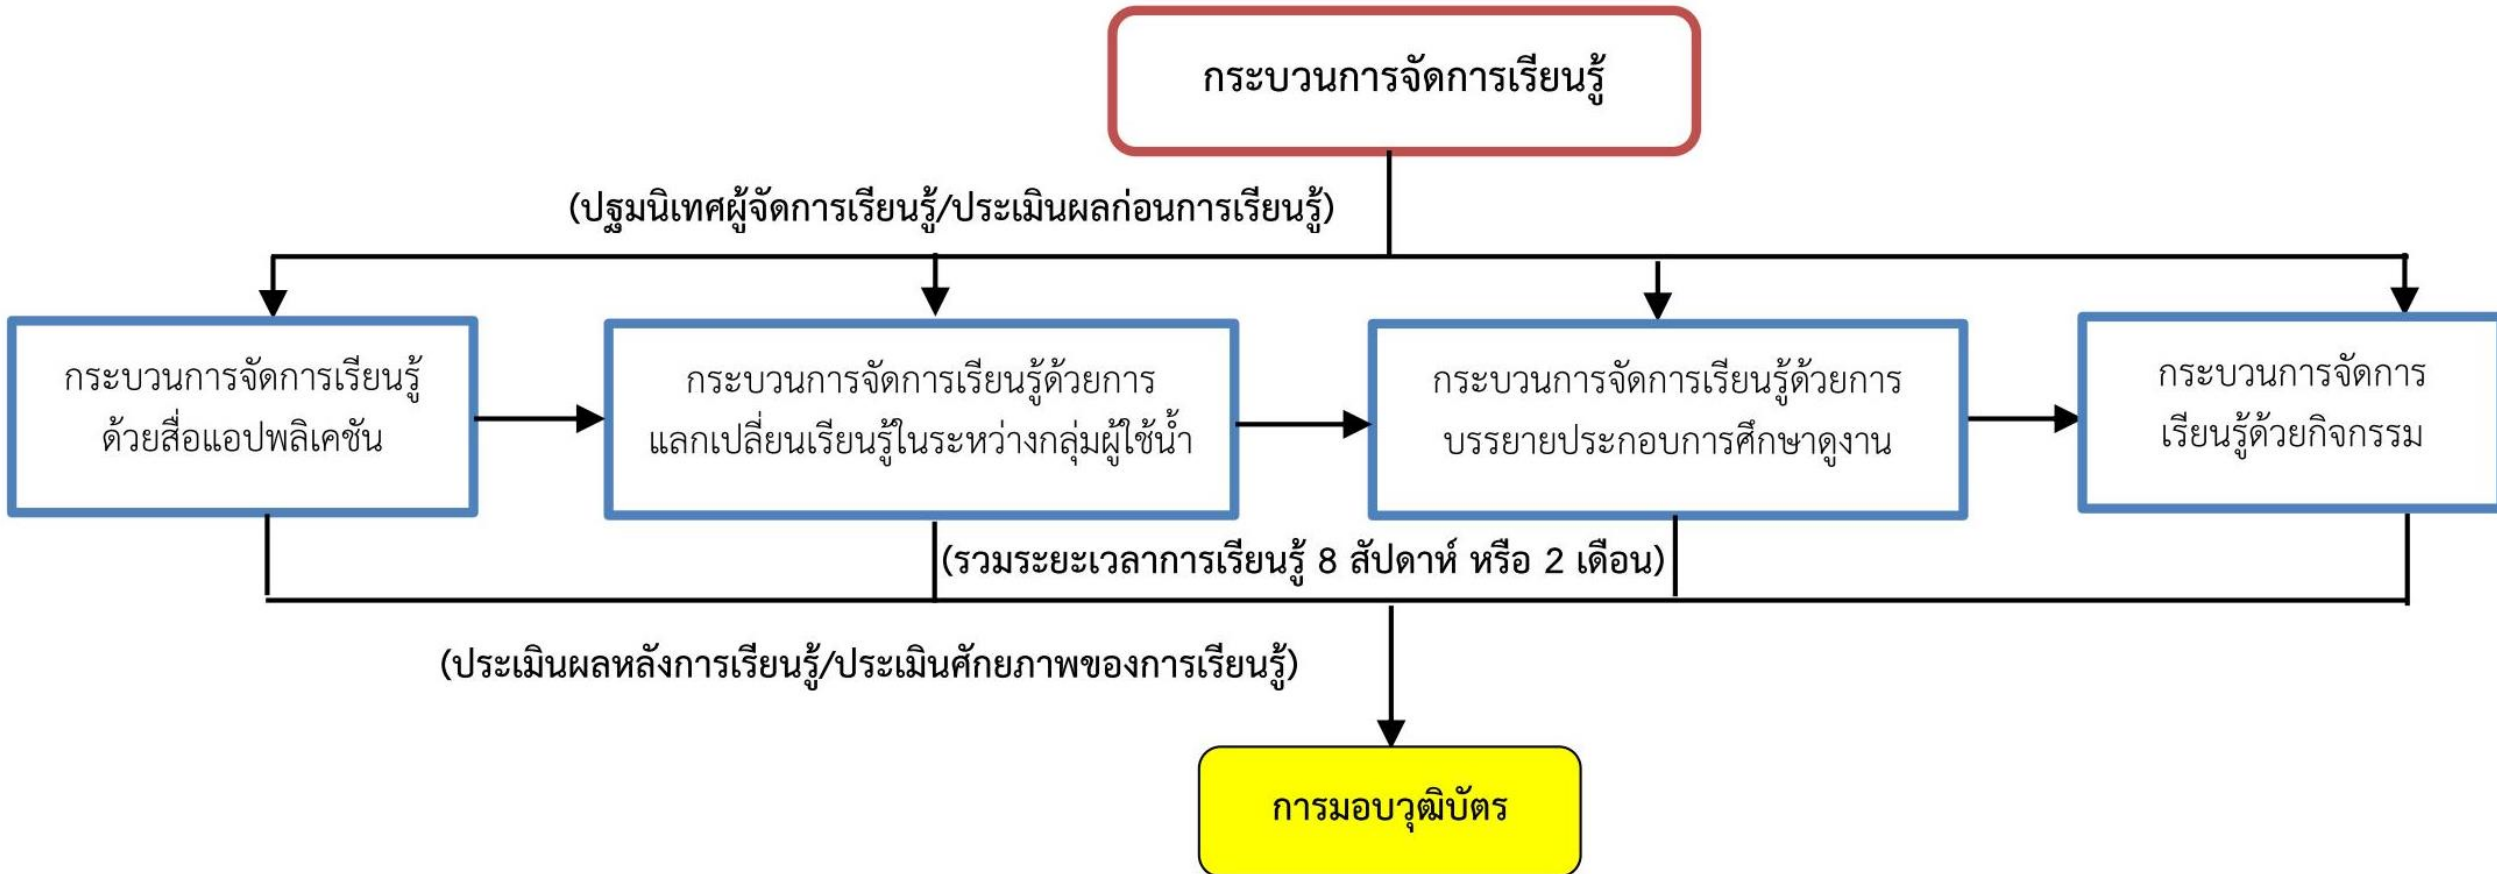 กระบวนการจัดการเรียนรู้
(ปฐมนิเทศผู้จัดการเรียนรู้/ประเมินผลก่อนการเรียนรู้)
กระบวนการจัดการเรียนรู้
ด้วยสื่อแอปพลิเคชัน
กระบวนการจัดการเรียนรู้ด้วยการ
แลกเปลี่ยนเรียนรู้ในระหว่างกลุ่มผู้ใช้น้ำ
กระบวนการจัดการเรียนรู้ด้วยการ
บรรยายประกอบการศึกษาดูงาน
กระบวนการจัดการ
เรียนรู้ด้วยกิจกรรม
(รวมระยะเวลาการเรียนรู้ 8 สัปดาห์ หรือ 2 เดือน)
(ประเมินผลหลังการเรียนรู้/ประเมินศักยภาพของการเรียนรู้)
การมอบวุฒิบัตร